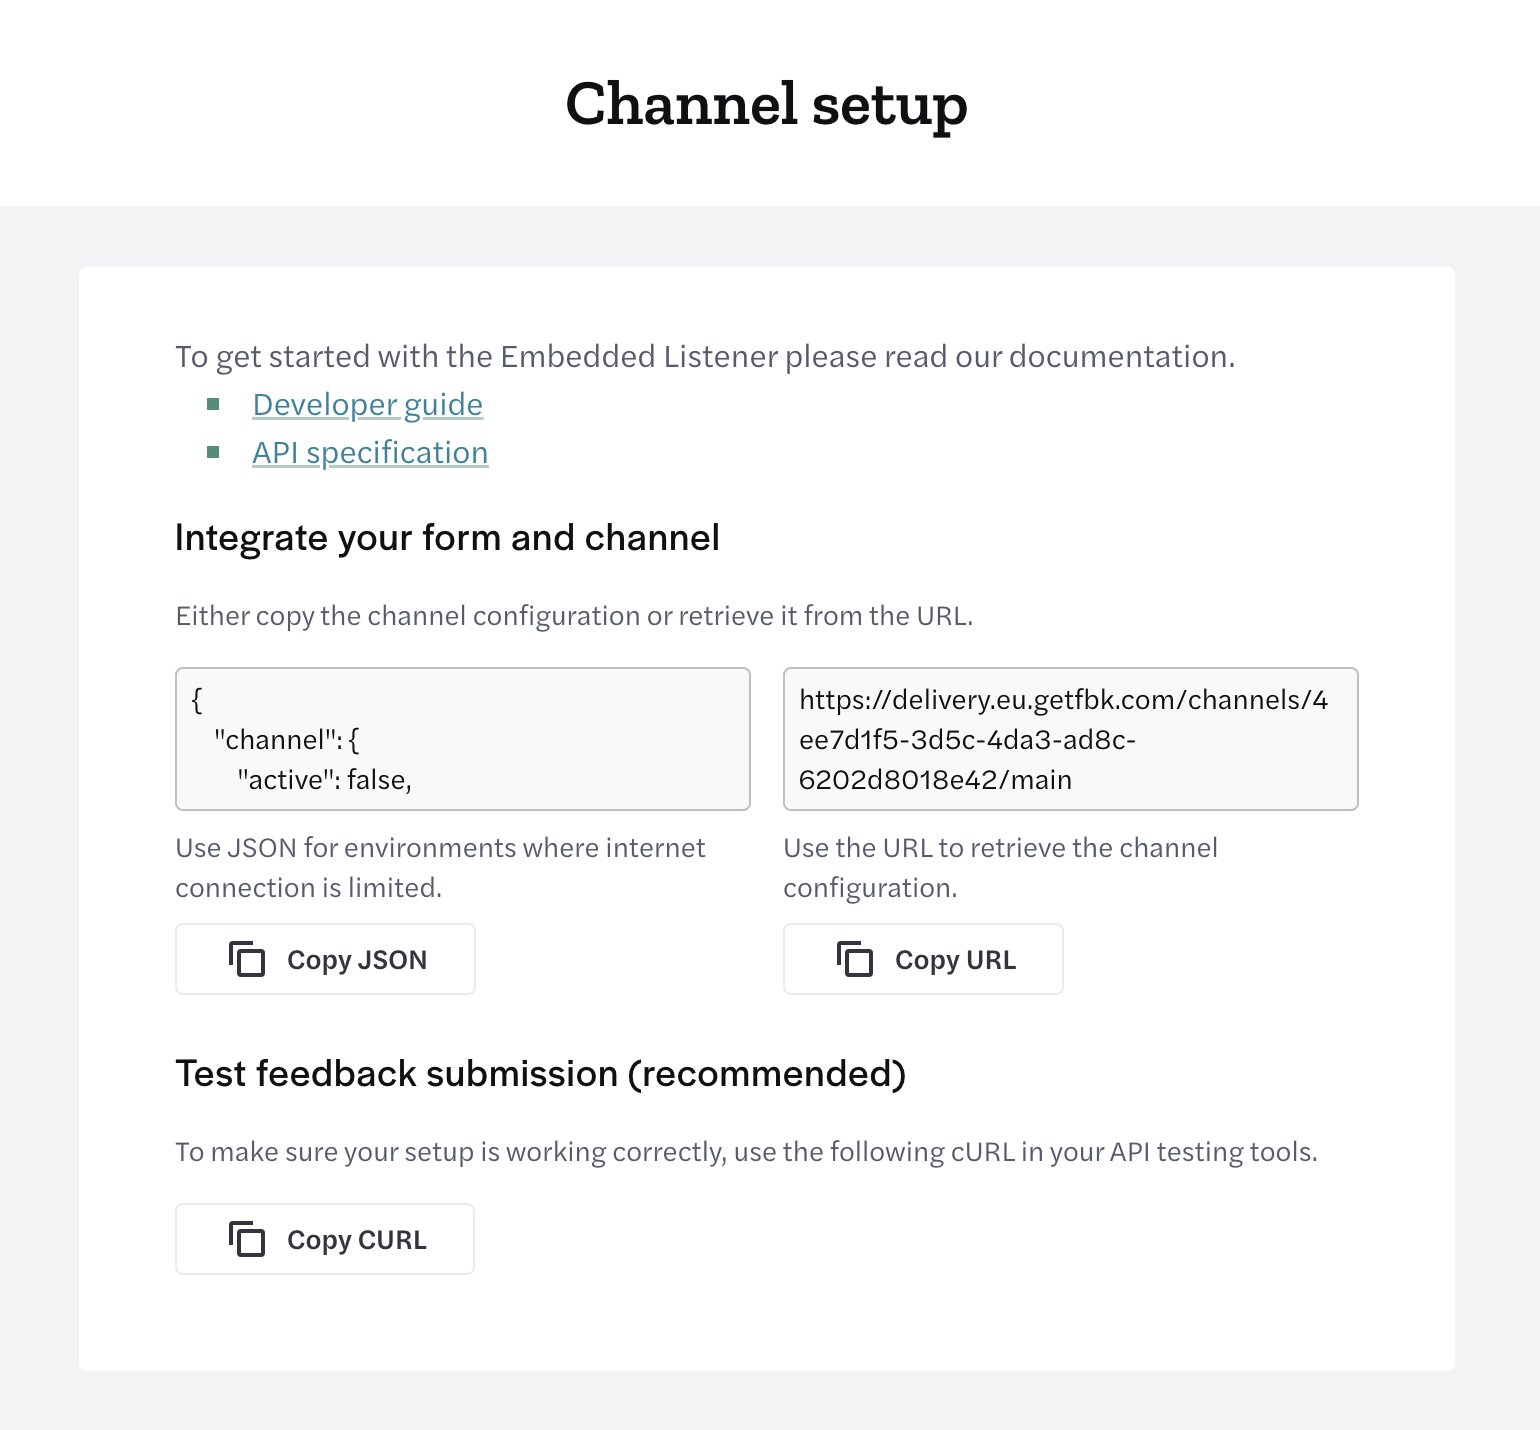 Channel setup
To get started with the Embedded Listener please read our documentation.
Developer guide
API specification
Integrate your form and channel
Either copy the channel configuration or retrieve it from the URL.
{
"channel": {
"active": false,
https://delivery.eu.getfbk.com/channels/4
ee7d1f5-3d5c-4da3-ad8c-
6202d8018e42/main
Use JSON for environments where internet
connection is limited.
Use the URL to retrieve the channel
configuration.
Copy JSON
Copy URL
Test feedback submission (recommended)
To make sure your setup is working correctly, use the following cURL in your API testing tools.
Copy CURL